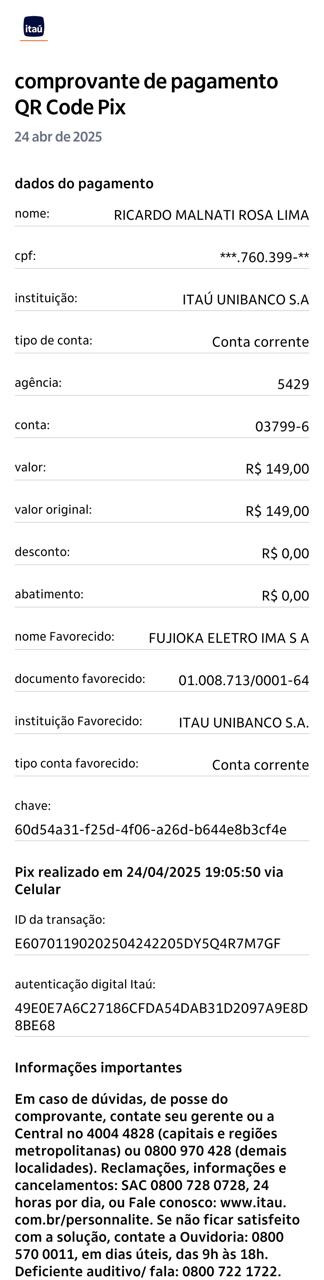 itaú
comprovante de pagamento
QR Code Pix
24 abr de 2025
dados do pagamento
nome: RICARDO MALNATI ROSA LIMA
cpf: ***.760.399-**
instituição: ITAÚ UNIBANCO S.A
tipo de conta: Conta corrente
agência: 5429
conta: 03799-6
valor: R$ 149,00
valor original: R$ 149,00
desconto: R$ 0,00
abatimento: R$ 0,00
nome Favorecido: FUJIOKA ELETRO IMA S A
documento favorecido: 01.008.713/0001-64
instituição Favorecido: ITAU UNIBANCO S.A.
tipo conta favorecido: Conta corrente
chave:
60d54a31-f25d-4f06-a26d-b644e8b3cf4e
Pix realizado em 24/04/2025 19:05:50 via
Celular
ID da transação:
E60701190202504242205DY5Q4R7M7GF
autenticação digital Itaú:
49E0E7A6C27186CFDA54DAB31D2097A9E8D
8BE68
Informações importantes
Em caso de dúvidas, de posse do
comprovante, contate seu gerente ou a
Central no 4004 4828 (capitais e regiões
metropolitanas) ou 0800 970 428 (demais
localidades). Reclamações, informações e
cancelamentos: SAC 0800 728 0728, 24
horas por dia, ou Fale conosco: www.itau.
com.br/personnalite. Se não ficar satisfeito
com a solução, contate a Ouvidoria: 0800
570 0011, em dias úteis, das 9h às 18h.
Deficiente auditivo/ fala: 0800 722 1722.